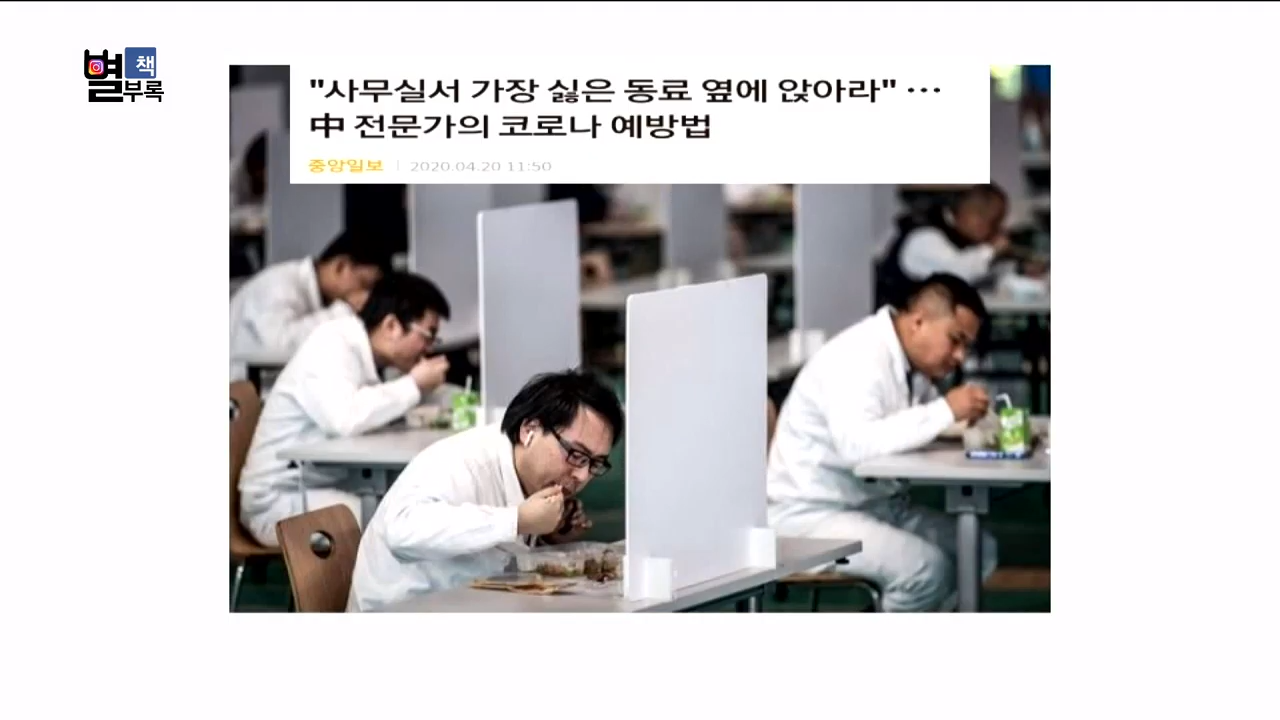 별책부록
"사무실서 가장 싫은 동료 옆에 앉아라" …
中 전문가의 코로나 예방법
중앙일보 | 2020.04.20 11:50